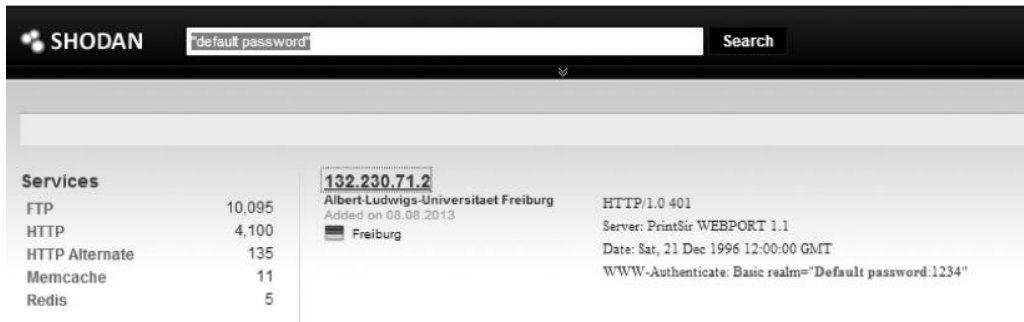 SHODAN "default password" Search
Services
FTP 10,095
HTTP 4,100
HTTP Alternate 135
Memcache 11
Redis 5
132.230.71.2
Albert-Ludwigs-Universitaet Freiburg
Added on 08.08.2013
Freiburg
HTTP/1.0 401
Server: PrintSir WEBPORT 1.1
Date: Sat, 21 Dec 1996 12:00:00 GMT
WWW-Authenticate: Basic realm="Default password:1234"